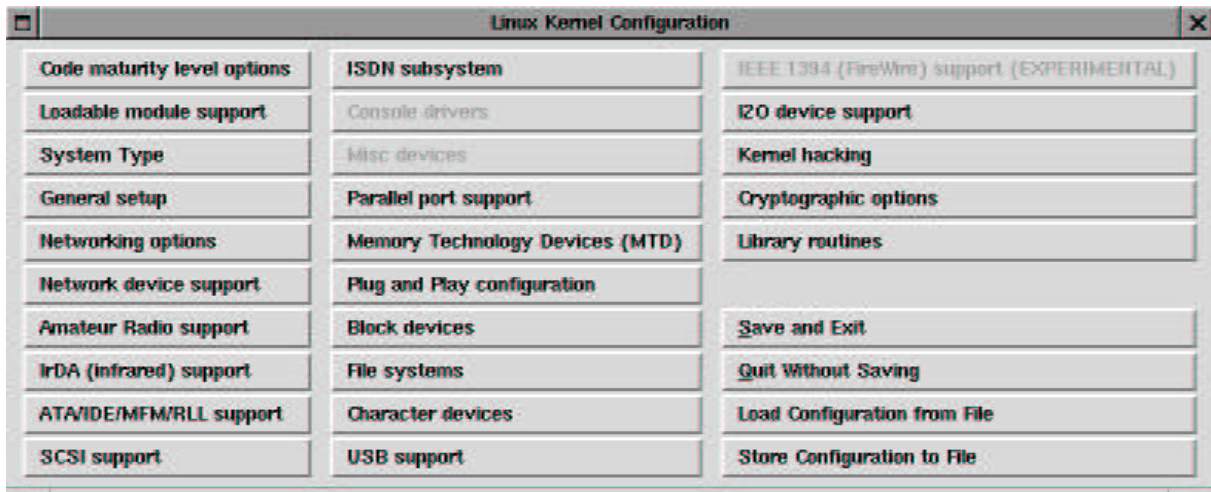 Linux Kernel Configuration
Code maturity level options
Loadable module support
System Type
General setup
Networking options
Network device support
Amateur Radio support
IrDA (infrared) support
ATA/IDE/MFM/RLL support
SCSI support
ISDN subsystem
Console drivers
Misc devices
Parallel port support
Memory Technology Devices (MTD)
Plug and Play configuration
Block devices
File systems
Character devices
USB support
IEEE 1394 (FireWire) support (EXPERIMENTAL)
I2O device support
Kernel hacking
Cryptographic options
Library routines
Save and Exit
Quit Without Saving
Load Configuration from File
Store Configuration to File